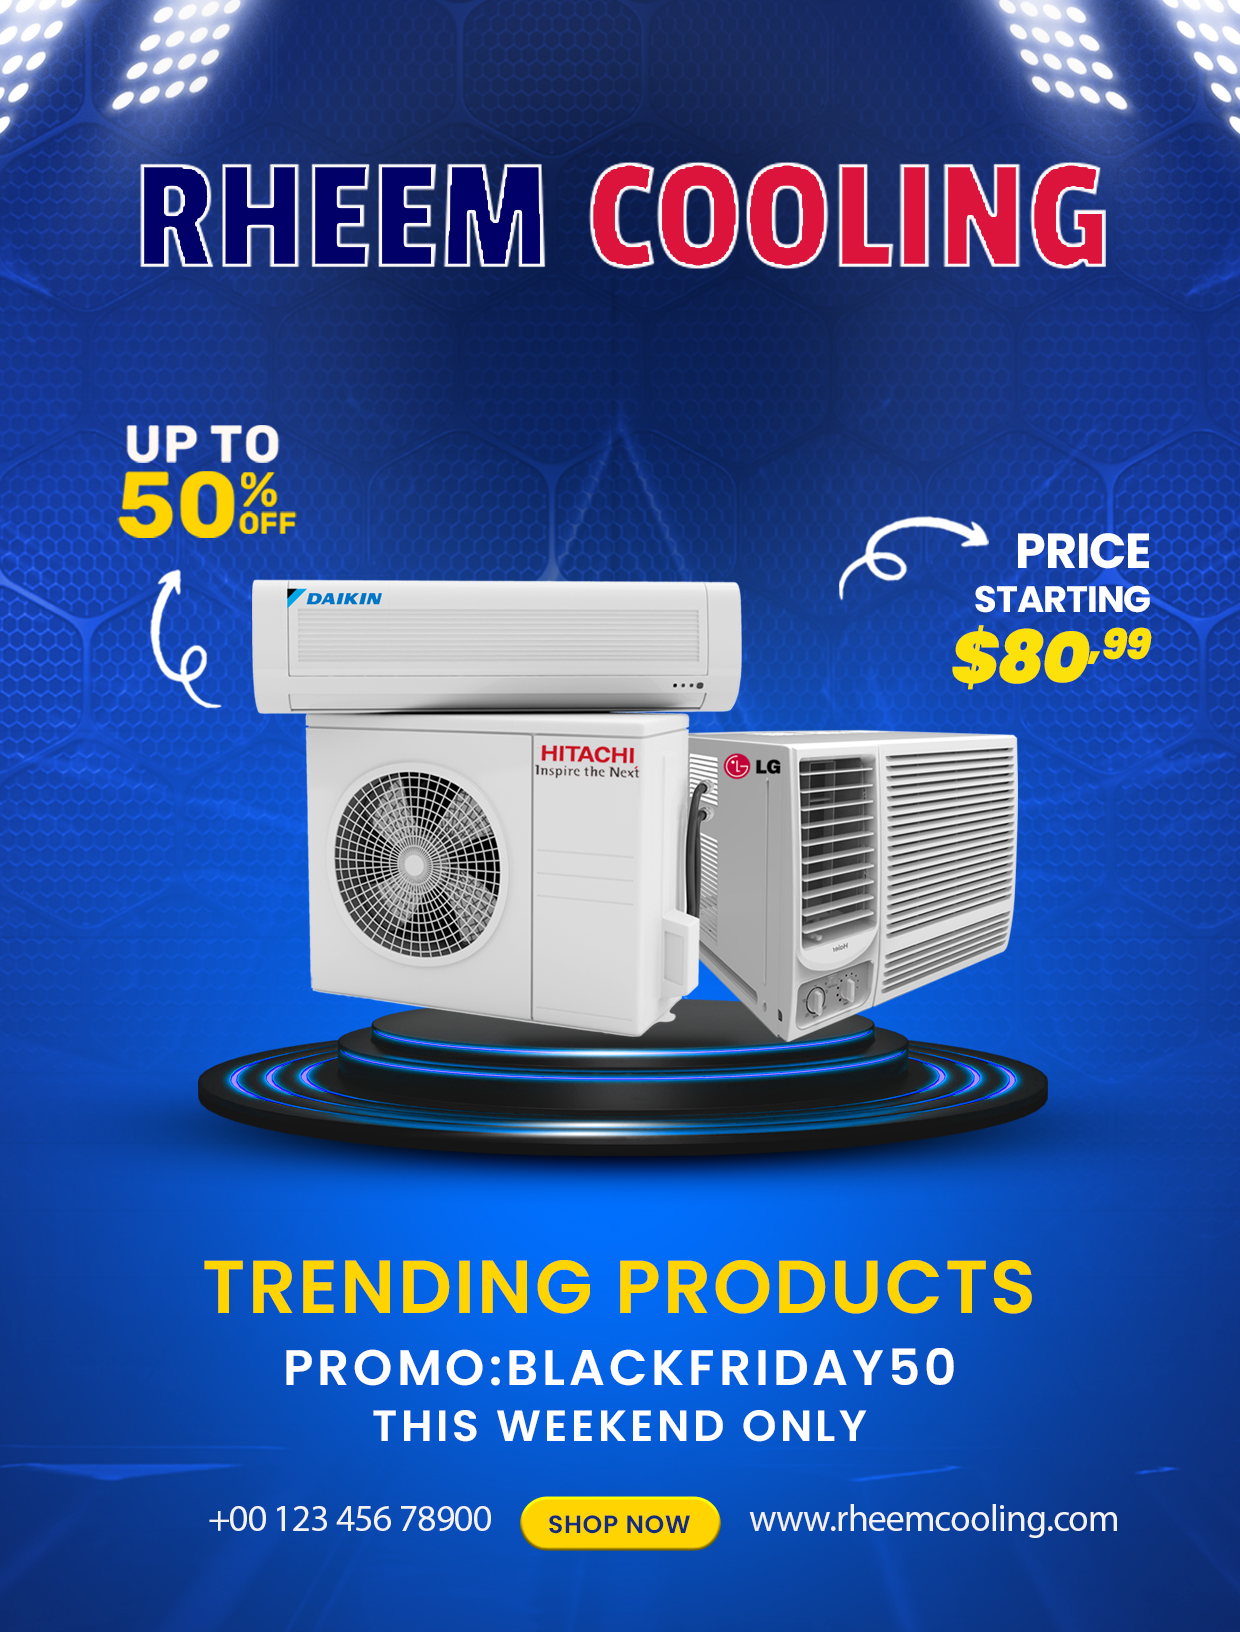 RHEEM COOLING
UP TO
50% OFF
PRICE
STARTING
$80,99
DAIKIN
HITACHI
Inspire the Next
LG
TRENDING PRODUCTS
PROMO:BLACKFRIDAY50
THIS WEEKEND ONLY
+00 123 456 78900
SHOP NOW
www.rheemcooling.com